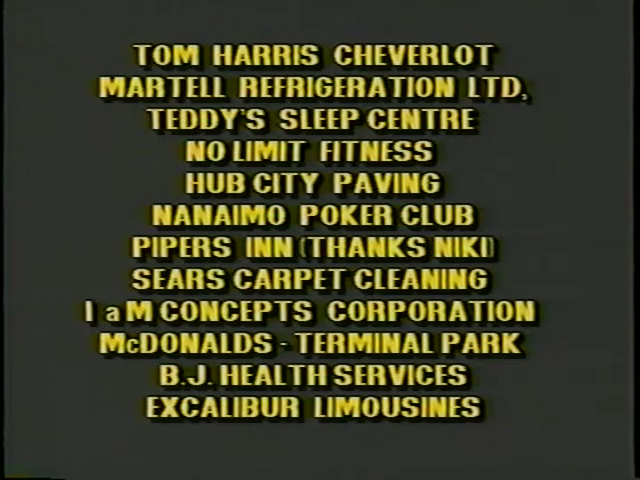 TOM HARRIS CHEVERLOT
MARTELL REFRIGERATION LTD,
TEDDY'S SLEEP CENTRE
NO LIMIT FITNESS
HUB CITY PAVING
NANAIMO POKER CLUB
PIPERS INN (THANKS NIKI)
SEARS CARPET CLEANING
I aM CONCEPTS CORPORATION
McDONALDS - TERMINAL PARK
B.J. HEALTH SERVICES
EXCALIBUR LIMOUSINES